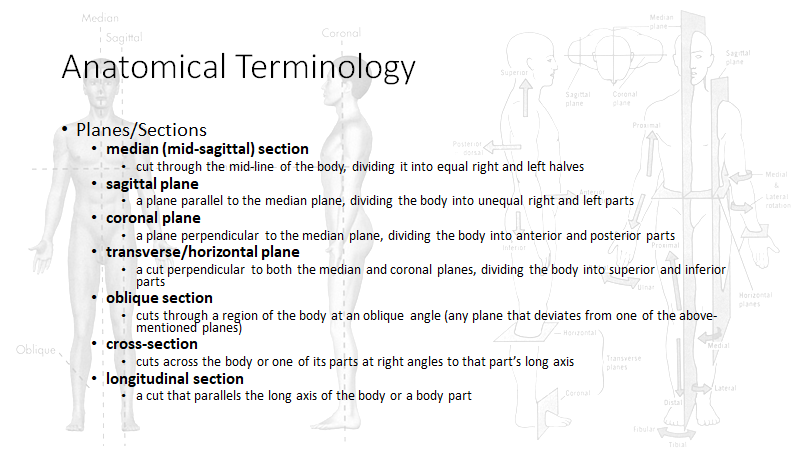 Median
Sagittal
Coronal
Anatomical Terminology
• Planes/Sections
• median (mid-sagittal) section
• cut through the mid-line of the body, dividing it into equal right and left halves
• sagittal plane
• a plane parallel to the median plane, dividing the body into unequal right and left parts
• coronal plane
• a plane perpendicular to the median plane, dividing the body into anterior and posterior parts
• transverse/horizontal plane
• a cut perpendicular to both the median and coronal planes, dividing the body into superior and inferior
parts
• oblique section
• cuts through a region of the body at an oblique angle (any plane that deviates from one of the above-
mentioned planes)
• cross-section
• cuts across the body or one of its parts at right angles to that part's long axis
• longitudinal section
• a cut that parallels the long axis of the body or a body part
Oblique
Median
plane
Sagittal
plane
Superior
Sagittal
plane
Coronal
plane
Proximal
Posterior
Medial
&
Lateral
rotation
Inferior
Proximal
Horizontal
planes
Horizontal
Transverse
planes
Medial
Coronal
Lateral
Distal
Fibular
Tibial